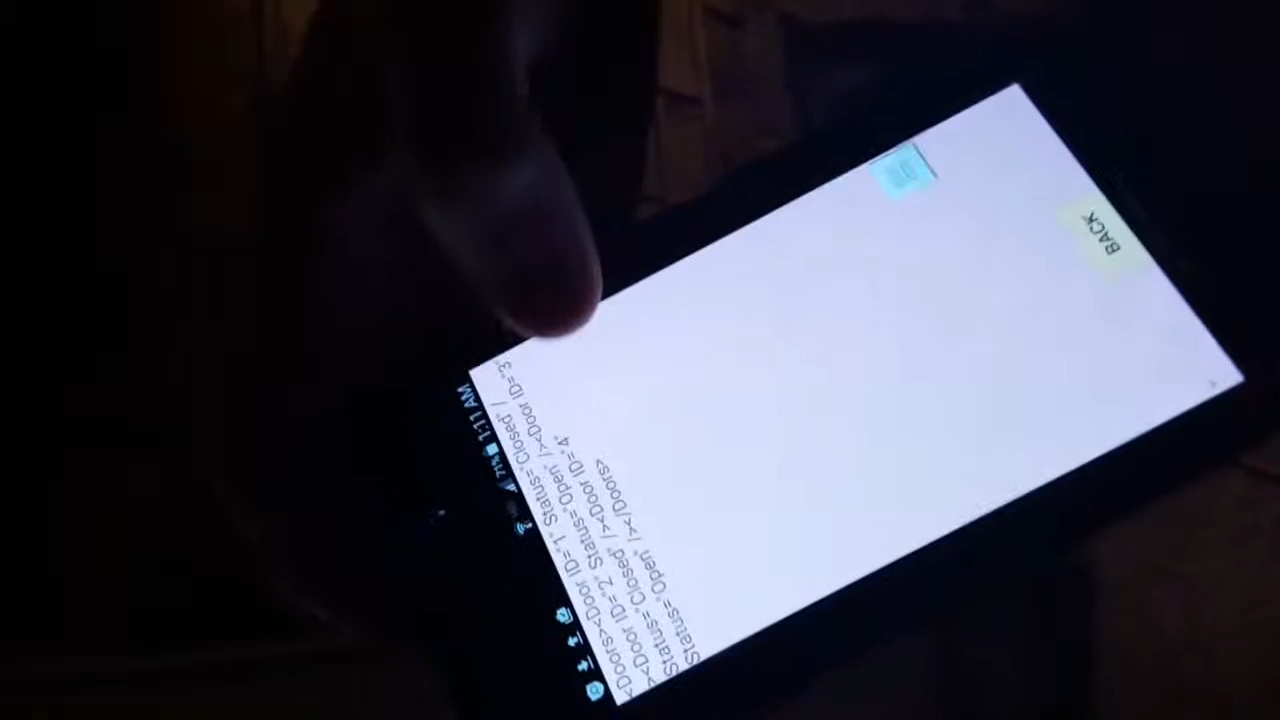 71% 1:11 AM
<Doors><Door ID="1" Status="Closed" /
><Door ID="2" Status="Open" /><Door ID="3"
Status="Closed" /><Door ID="4"
Status="Open" /></Doors>
BACK